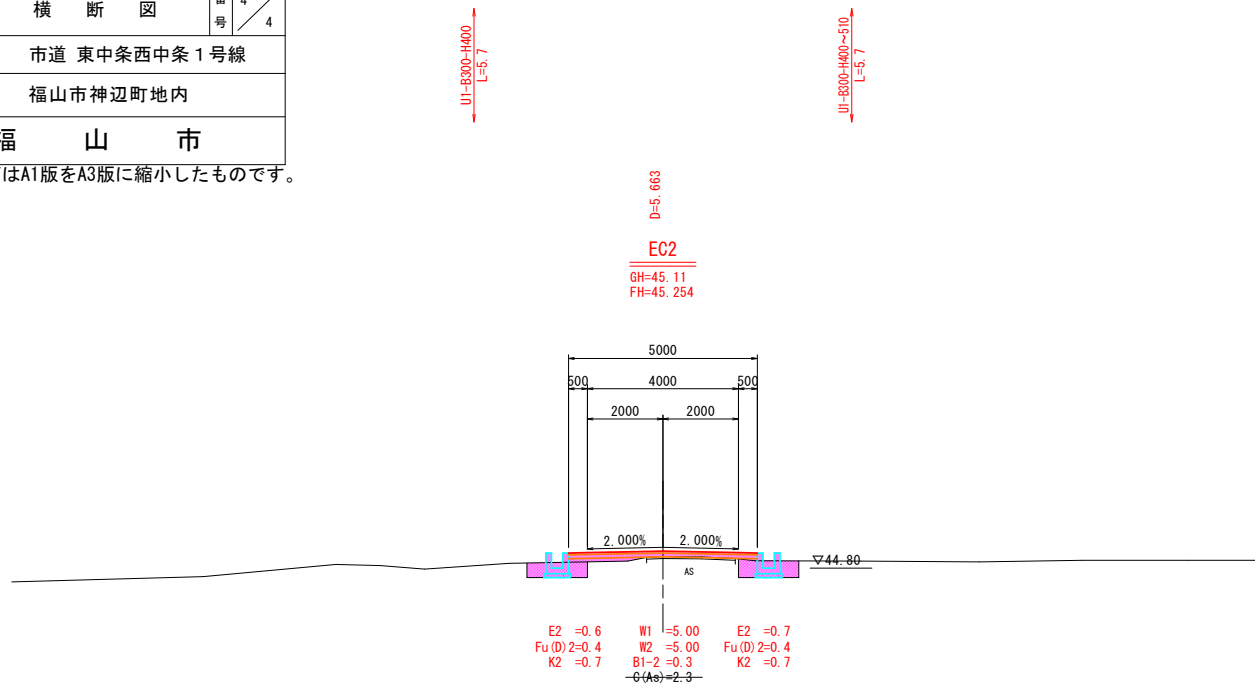 横 断 図
号
4
4
市道 東中条西中条1号線
福山市神辺町地内
福 山 市
はA1版をA3版に縮小したものです。
U1-B300-H400
L=5.7
U1-B300-H400~510
L=5.7
D=5.663
EC2
GH=45.11
FH=45.254
5000
500
4000
500
2000
2000
2.000%
2.000%
AS
▽44.80
E2 =0.6
Fu(D)2=0.4
K2 =0.7
W1 =5.00
W2 =5.00
B1-2 =0.3
C(As)=2.3
E2 =0.7
Fu(D)2=0.4
K2 =0.7